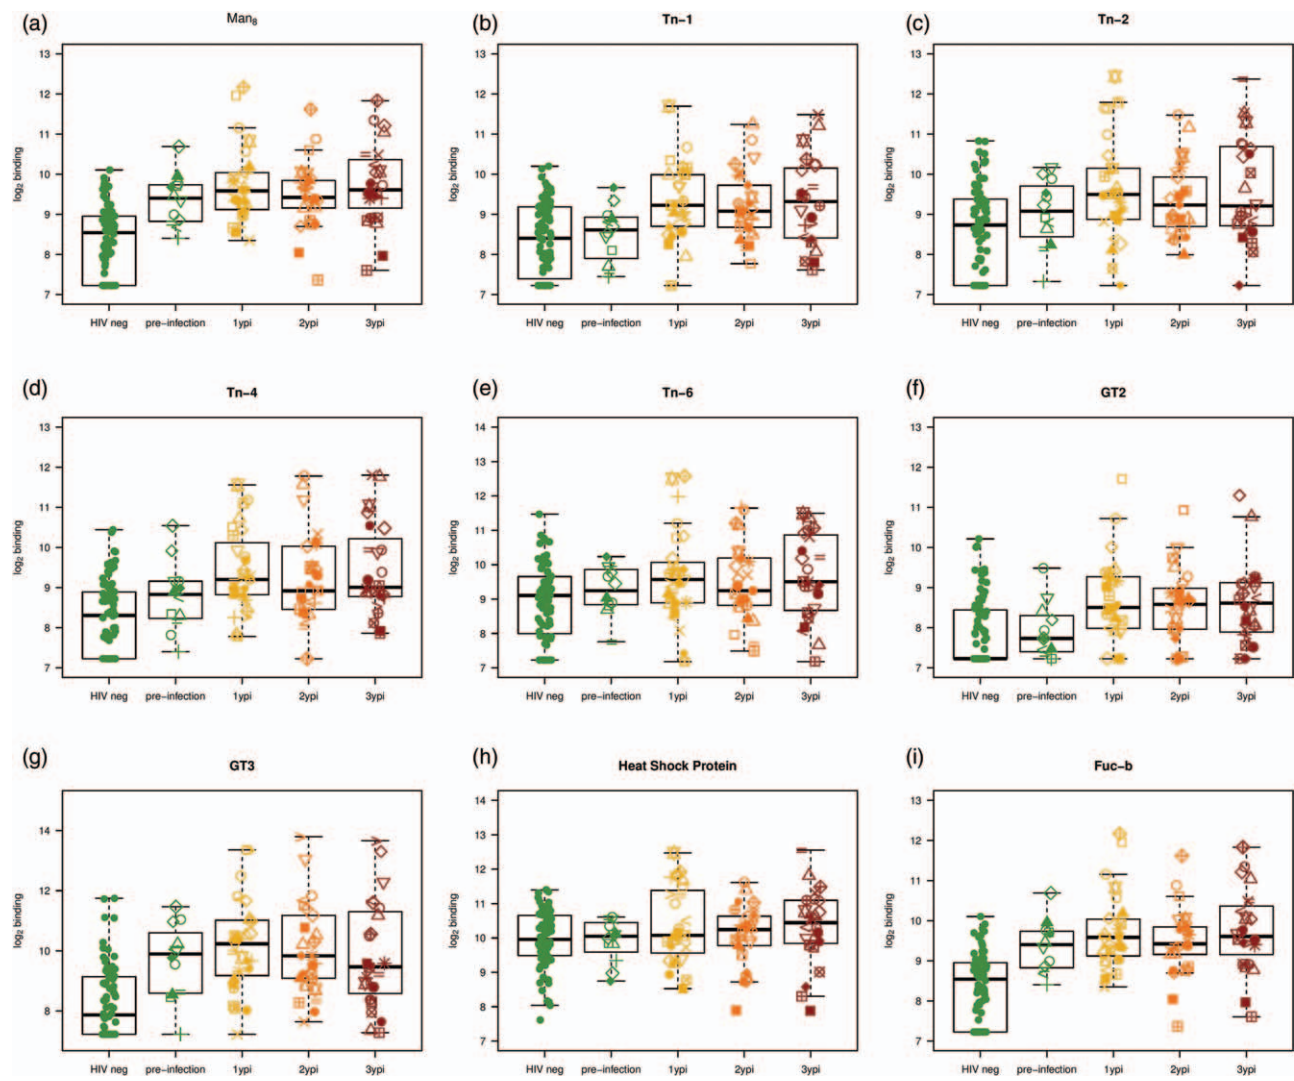 (a) Man₈
13
12
11
10
9
8
7
log₂ binding
HIV neg pre-infection 1ypi 2ypi 3ypi
(b) Tn-1
13
12
11
10
9
8
7
log₂ binding
HIV neg pre-infection 1ypi 2ypi 3ypi
(c) Tn-2
13
12
11
10
9
8
7
log₂ binding
HIV neg pre-infection 1ypi 2ypi 3ypi
(d) Tn-4
13
12
11
10
9
8
7
log₂ binding
HIV neg pre-infection 1ypi 2ypi 3ypi
(e) Tn-6
14
13
12
11
10
9
8
7
log₂ binding
HIV neg pre-infection 1ypi 2ypi 3ypi
(f) GT2
13
12
11
10
9
8
7
log₂ binding
HIV neg pre-infection 1ypi 2ypi 3ypi
(g) GT3
14
12
10
8
log₂ binding
HIV neg pre-infection 1ypi 2ypi 3ypi
(h) Heat Shock Protein
14
13
12
11
10
9
8
7
log₂ binding
HIV neg pre-infection 1ypi 2ypi 3ypi
(i) Fuc-b
13
12
11
10
9
8
7
log₂ binding
HIV neg pre-infection 1ypi 2ypi 3ypi